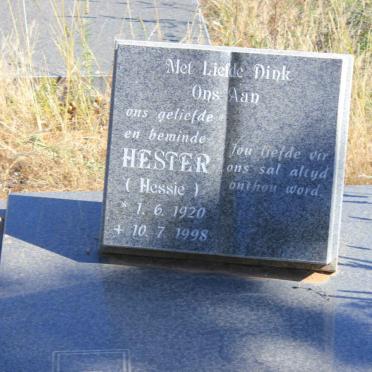 Met Liefde Dink
Ons Aan
ons geliefde
en beminde
HESTER
( Hessie )
* 1. 6. 1920
+ 10. 7. 1998
Jou liefde vir
ons sal altyd
onthou word.